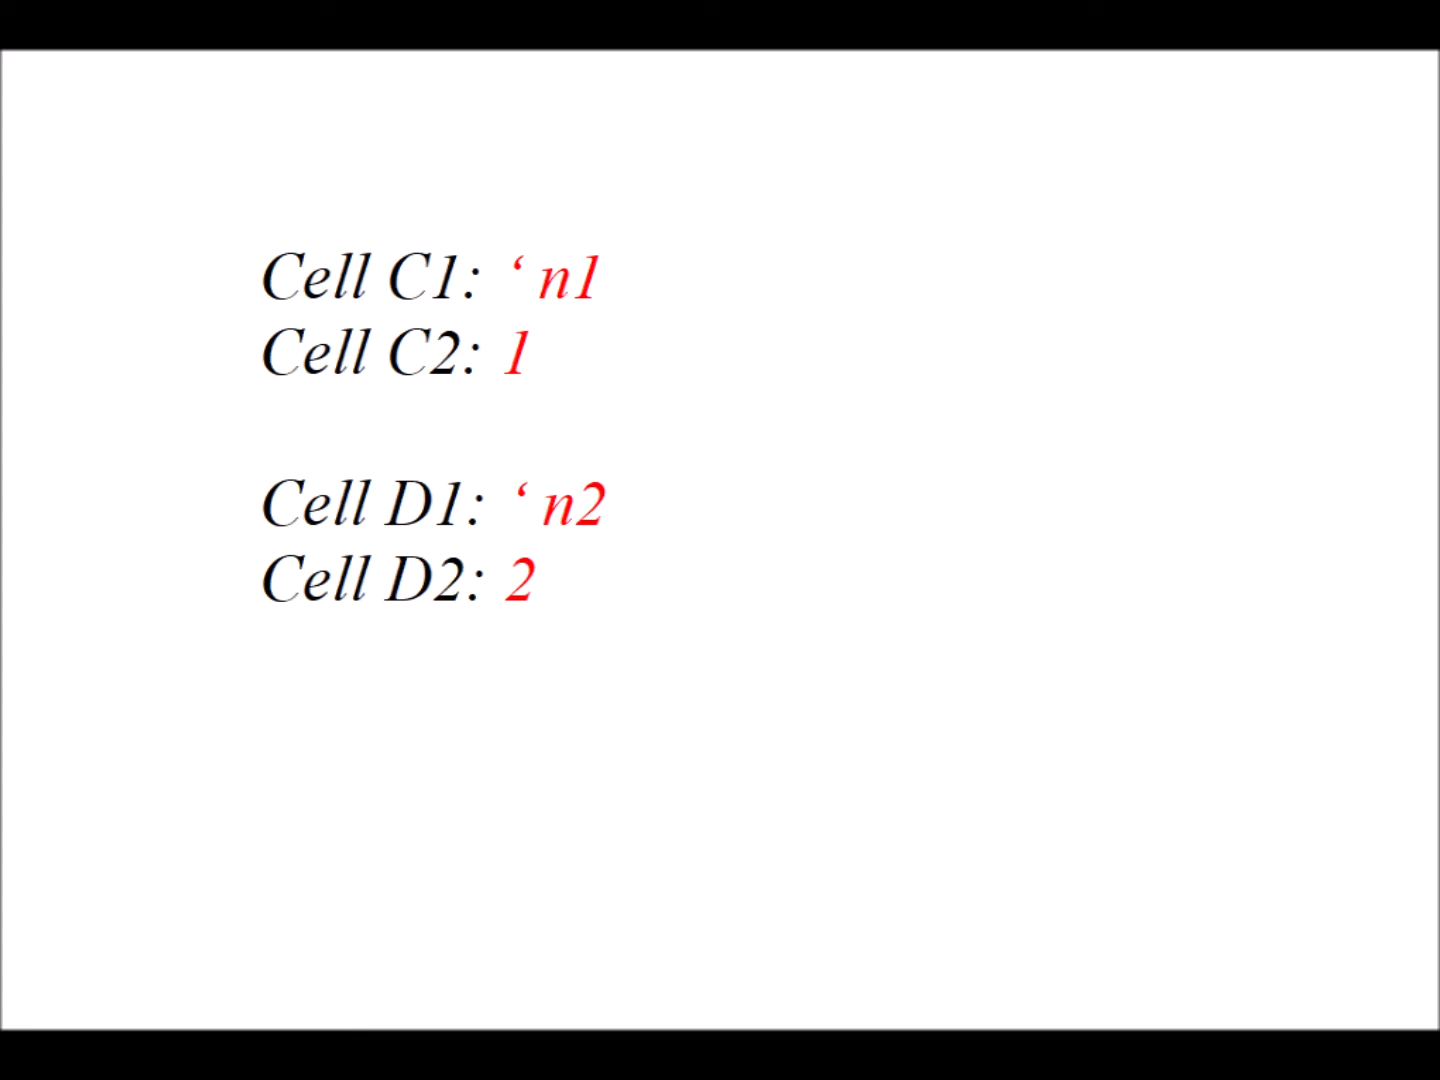 Cell C1: ‘ n1
Cell C2: 1
Cell D1: ‘ n2
Cell D2: 2